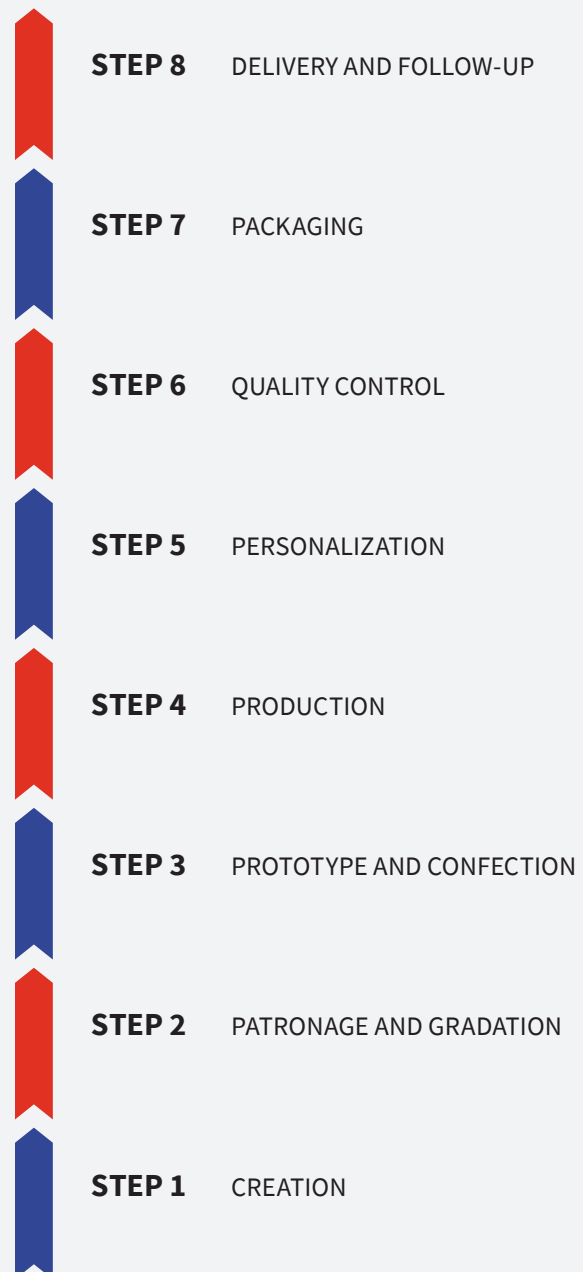 STEP 8 DELIVERY AND FOLLOW-UP
STEP 7 PACKAGING
STEP 6 QUALITY CONTROL
STEP 5 PERSONALIZATION
STEP 4 PRODUCTION
STEP 3 PROTOTYPE AND CONFECTION
STEP 2 PATRONAGE AND GRADATION
STEP 1 CREATION